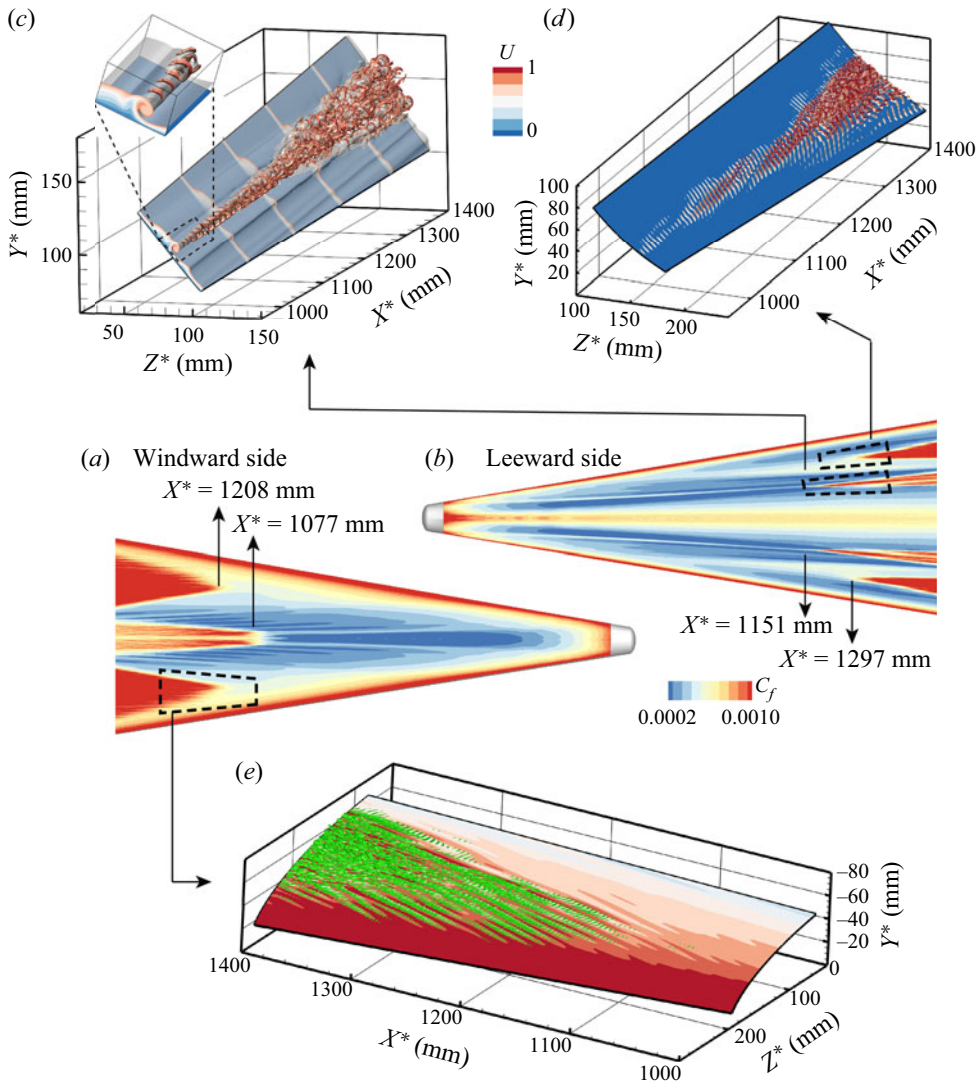 (c)
(d)
U
1
0
Y* (mm)
150
100
50
100
150
Z* (mm)
1000
1100
1200
1300
1400
X* (mm)
Y* (mm)
100
80
60
40
20
100
150
200
Z* (mm)
1000
1100
1200
1300
1400
X* (mm)
(a) Windward side
X* = 1208 mm
X* = 1077 mm
(b) Leeward side
X* = 1151 mm
X* = 1297 mm
C_f
0.0002 0.0010
(e)
–80
–60
–40
–20
0
Y* (mm)
1400
1300
1200
1100
1000
X* (mm)
200
100
Z* (mm)